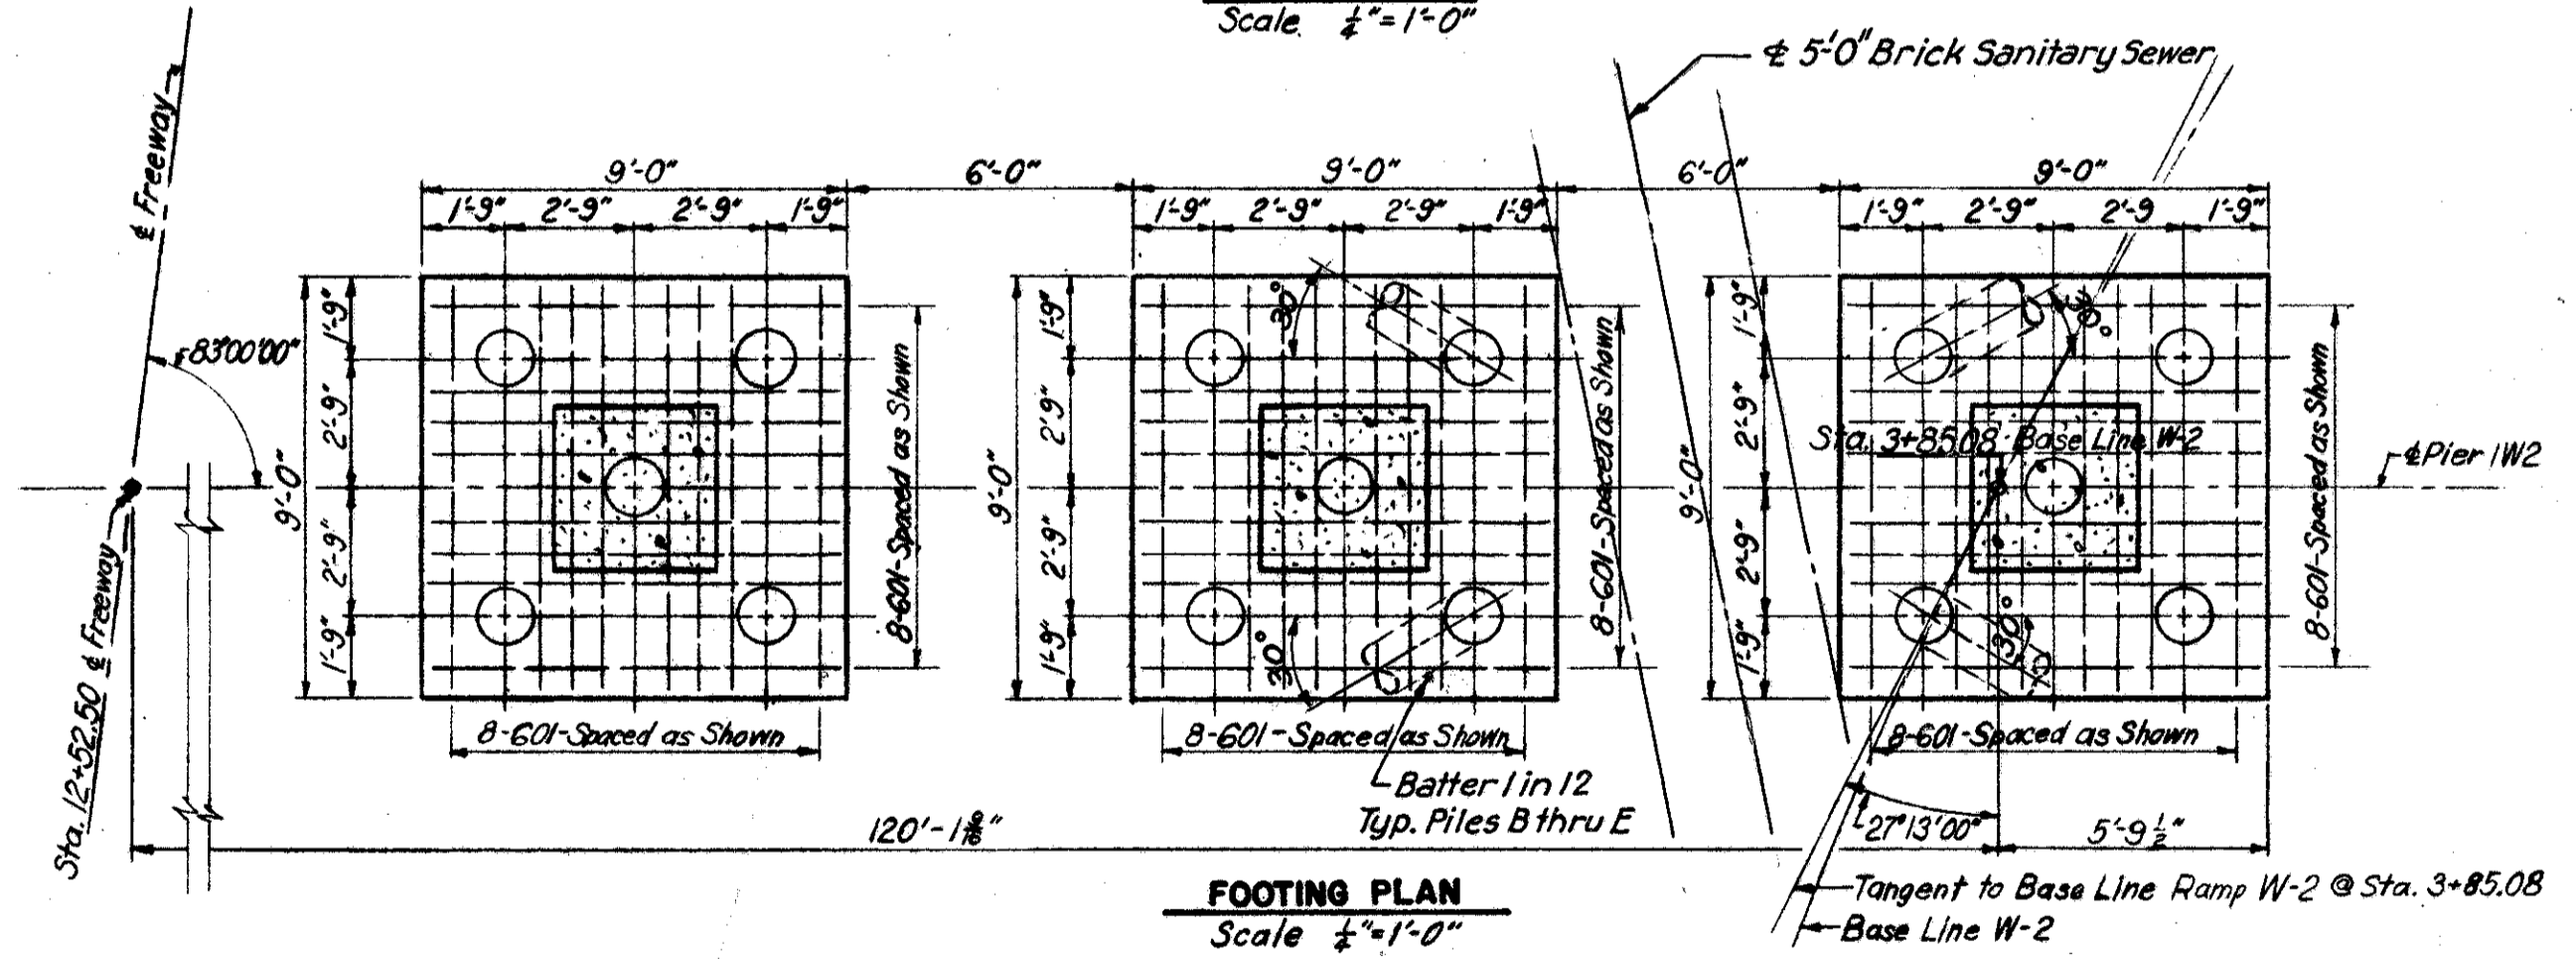 Scale ¼"=1'-0"
℄ 5'-0" Brick Sanitary Sewer
℄ Freeway
9'-0"
6'-0"
9'-0"
6'-0"
9'-0"
1'-9" 2'-9" 2'-9" 1'-9"
1'-9" 2'-9" 2'-9" 1'-9"
1'-9" 2'-9" 2'-9 1'-9"
83°00'00"
Sta. 12+52.50 ℄ Freeway
9'-0"
1'-9"
2'-9"
2'-9"
1'-9"
8-601-Spaced as Shown
8-601-Spaced as Shown
9'-0"
1'-9"
2'9"
2'-9"
1'-9"
30°
30°
8-601-Spaced as Shown
8-601-Spaced as Shown
Batter 1 in 12
Typ. Piles B thru E
9'-0"
1'-9"
2'-9"
2'-9"
1'-9"
30°
30°
Sta. 3+85.08 Base Line W-2
8-601-Spaced as Shown
℄ Pier 1W2
8-601-Spaced as Shown
27°13'00"
5'-9½"
Tangent to Base Line Ramp W-2 @ Sta. 3+85.08
Base Line W-2
FOOTING PLAN
Scale ¼"=1'-0"